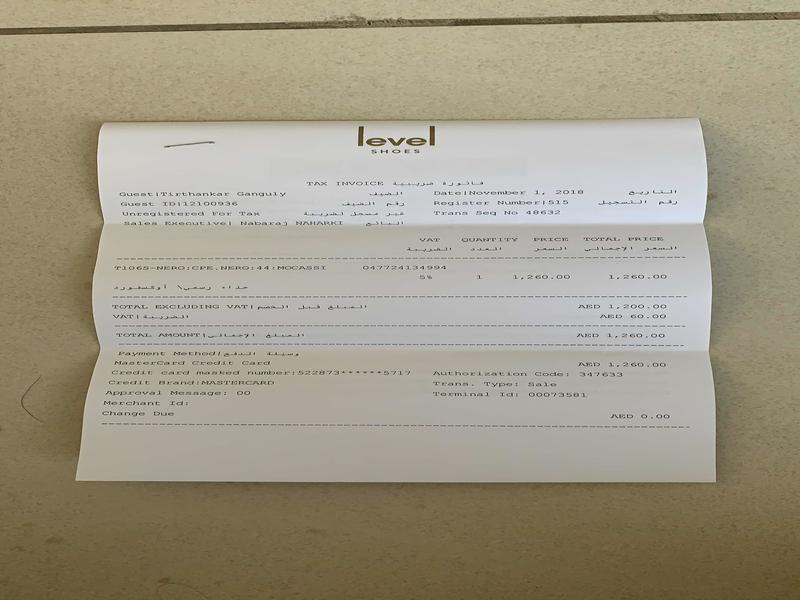 level
SHOES
TAX INVOICE فاتورة ضريبية
Guest|Tirthankar Ganguly الضيف Date|November 1, 2018 التاريخ
Guest ID|12100936 رقم الضيف Register Number|515 رقم التسجيل
Unregistered For Tax غير مسجل لضريبة Trans Seq No 48632
Sales Executive| Nabaraj NAHARKI البائع
VAT QUANTITY PRICE TOTAL PRICE
الضريبة العدد السعر السعر الإجمالي
T106S-NERO:CPE.NERO:44:MOCASSI 047724134994
5% 1 1,260.00 1,260.00
حذاء رسمي\ أوكسفورد
TOTAL EXCLUDING VAT|المبلغ قبل الخصم AED 1,200.00
VAT|الضريبة AED 60.00
TOTAL AMOUNT|المبلغ الإجمالي AED 1,260.00
Payment Method|وسيلة الدفع
MasterCard Credit Card AED 1,260.00
Credit card masked number:522873******5717 Authorization Code: 347633
Credit Brand:MASTERCARD Trans. Type: Sale
Approval Message: 00 Terminal Id: 00073581
Merchant Id:
Change Due AED 0.00